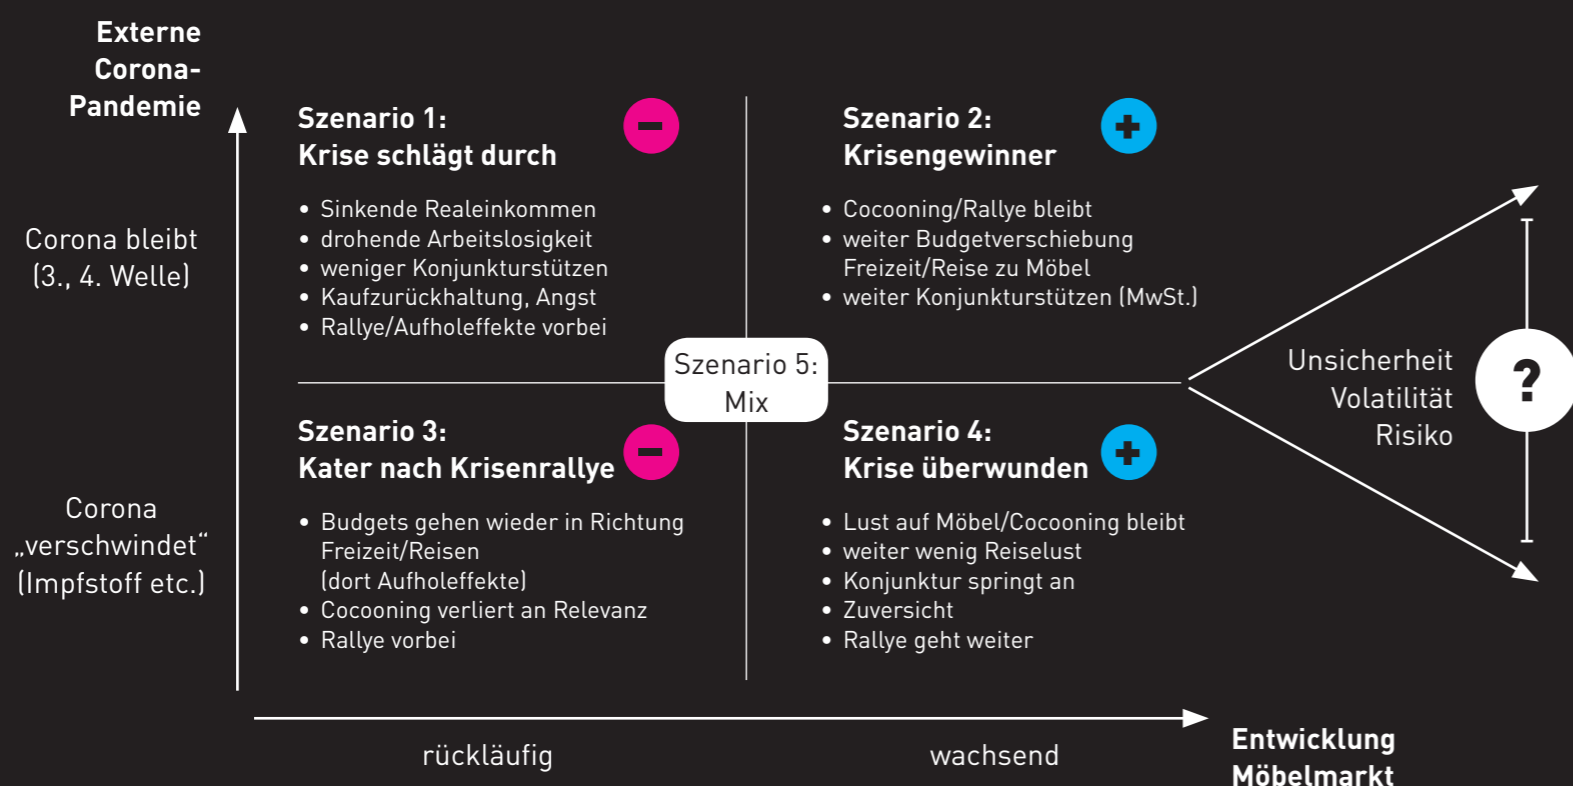 Externe
Corona-
Pandemie
Szenario 1:
Krise schlägt durch
• Sinkende Realeinkommen
• drohende Arbeitslosigkeit
• weniger Konjunkturstützen
• Kaufzurückhaltung, Angst
• Rallye/Aufholeffekte vorbei
Szenario 2:
Krisengewinner
• Cocooning/Rallye bleibt
• weiter Budgetverschiebung
Freizeit/Reise zu Möbel
• weiter Konjunkturstützen (MwSt.)
Corona bleibt
(3., 4. Welle)
Szenario 5:
Mix
Unsicherheit
Volatilität
Risiko
?
Szenario 3:
Kater nach Krisenrallye
• Budgets gehen wieder in Richtung
Freizeit/Reisen
(dort Aufholeffekte)
• Cocooning verliert an Relevanz
• Rallye vorbei
Szenario 4:
Krise überwunden
• Lust auf Möbel/Cocooning bleibt
• weiter wenig Reiselust
• Konjunktur springt an
• Zuversicht
• Rallye geht weiter
Corona
„verschwindet“
(Impfstoff etc.)
rückläufig
wachsend
Entwicklung
Möbelmarkt